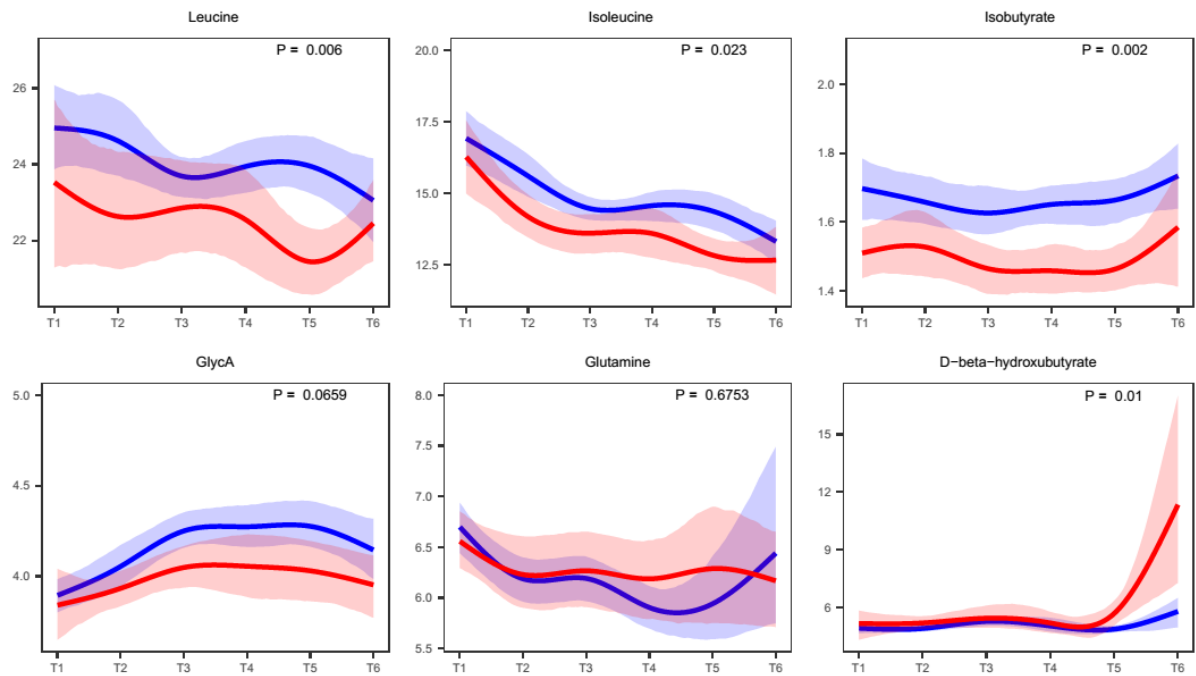 Leucine
Isoleucine
Isobutyrate
P = 0.006
P = 0.023
P = 0.002
26
24
22
20.0
17.5
15.0
12.5
2.0
1.8
1.6
1.4
T1 T2 T3 T4 T5 T6
T1 T2 T3 T4 T5 T6
T1 T2 T3 T4 T5 T6
GlycA
Glutamine
D-beta-hydroxubutyrate
P = 0.0659
P = 0.6753
P = 0.01
5.0
4.5
4.0
8.0
7.5
7.0
6.5
6.0
5.5
15
12
9
6
T1 T2 T3 T4 T5 T6
T1 T2 T3 T4 T5 T6
T1 T2 T3 T4 T5 T6